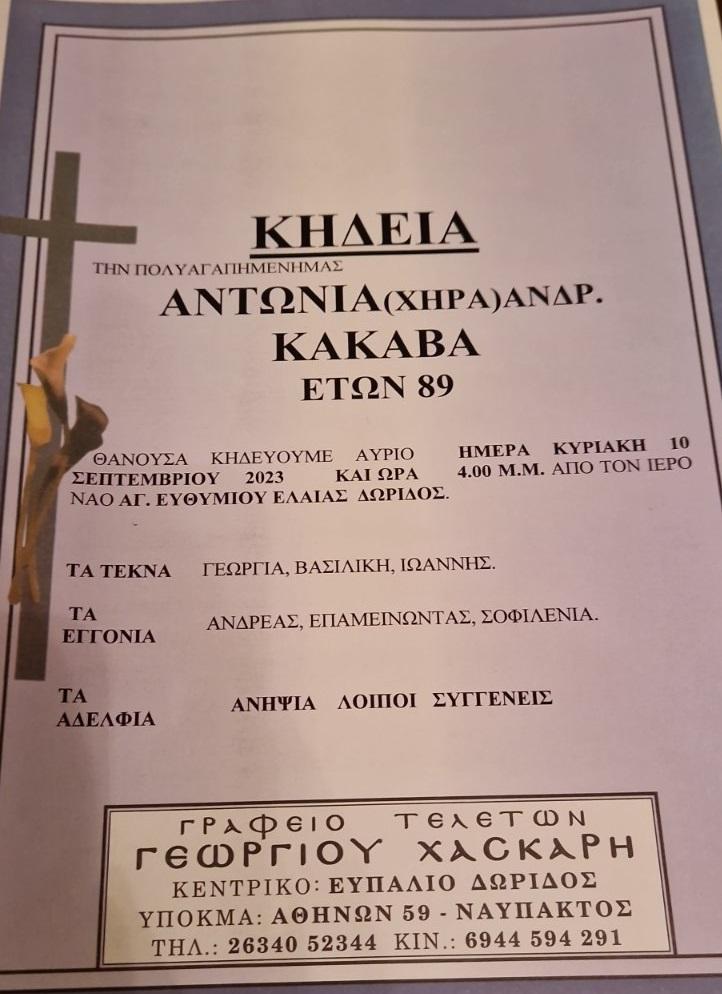 ΚΗΔΕΙΑ
ΤΗΝ ΠΟΛΥΑΓΑΠΗΜΕΝΗΜΑΣ
ΑΝΤΩΝΙΑ(ΧΗΡΑ)ΑΝΔΡ.
ΚΑΚΑΒΑ
ΕΤΩΝ 89
ΘΑΝΟΥΣΑ ΚΗΔΕΥΟΥΜΕ ΑΥΡΙΟ ΗΜΕΡΑ ΚΥΡΙΑΚΗ 10
ΣΕΠΤΕΜΒΡΙΟΥ 2023 ΚΑΙ ΩΡΑ 4.00 Μ.Μ. ΑΠΟ ΤΟΝ ΙΕΡΟ
ΝΑΟ ΑΓ. ΕΥΘΥΜΙΟΥ ΕΛΑΙΑΣ ΔΩΡΙΔΟΣ.
ΤΑ ΤΕΚΝΑ ΓΕΩΡΓΙΑ, ΒΑΣΙΛΙΚΗ, ΙΩΑΝΝΗΣ.
ΤΑ
ΕΓΓΟΝΙΑ ΑΝΔΡΕΑΣ, ΕΠΑΜΕΙΝΩΝΤΑΣ, ΣΟΦΙΛΕΝΙΑ.
ΤΑ
ΑΔΕΛΦΙΑ ΑΝΗΨΙΑ ΛΟΙΠΟΙ ΣΥΓΓΕΝΕΙΣ
ΓΡΑΦΕΙΟ ΤΕΛΕΤΩΝ
ΓΕΩΡΓΙΟΥ ΧΑΣΚΑΡΗ
ΚΕΝΤΡΙΚΟ: ΕΥΠΑΛΙΟ ΔΩΡΙΔΟΣ
ΥΠΟΚΜΑ: ΑΘΗΝΩΝ 59 - ΝΑΥΠΑΚΤΟΣ
ΤΗΛ.: 26340 52344 ΚΙΝ.: 6944 594 291